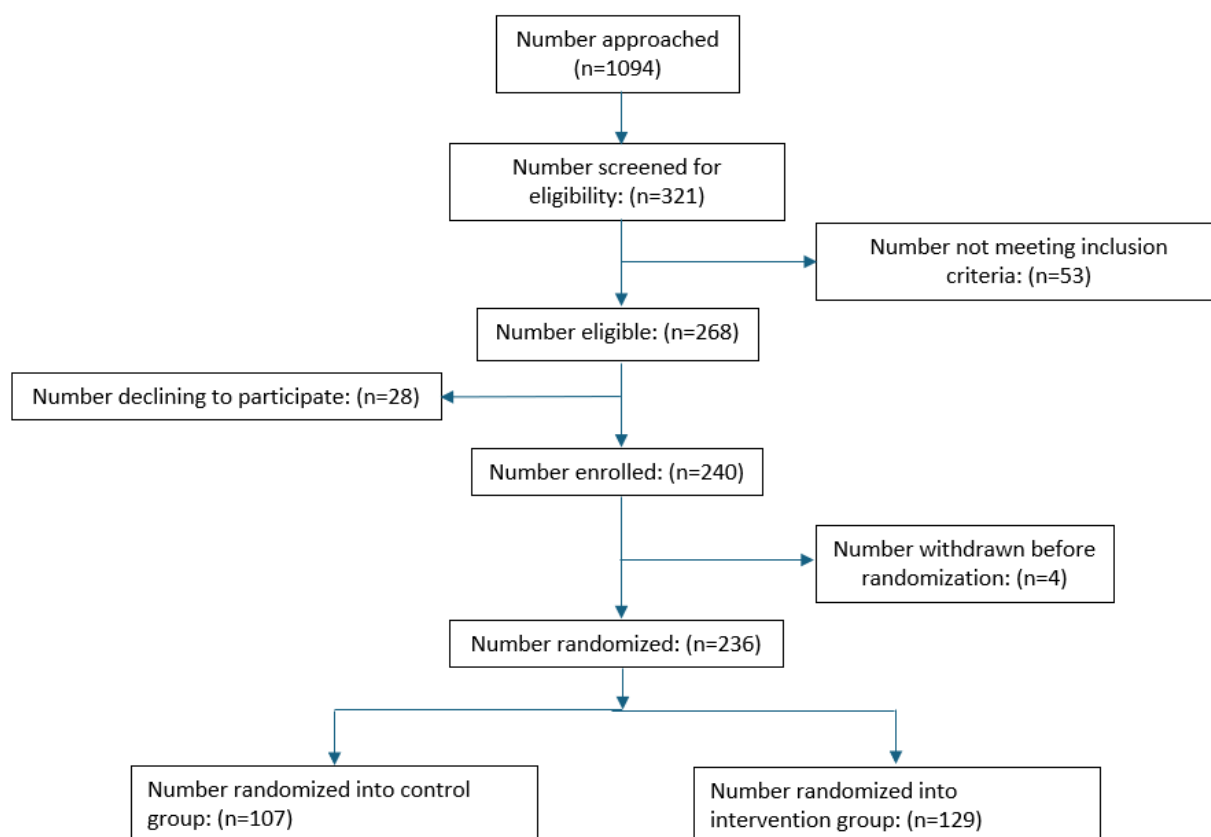 Number approached
(n=1094)
Number screened for
eligibility: (n=321)
Number not meeting inclusion
criteria: (n=53)
Number eligible: (n=268)
Number declining to participate: (n=28)
Number enrolled: (n=240)
Number withdrawn before
randomization: (n=4)
Number randomized: (n=236)
Number randomized into control
group: (n=107)
Number randomized into
intervention group: (n=129)